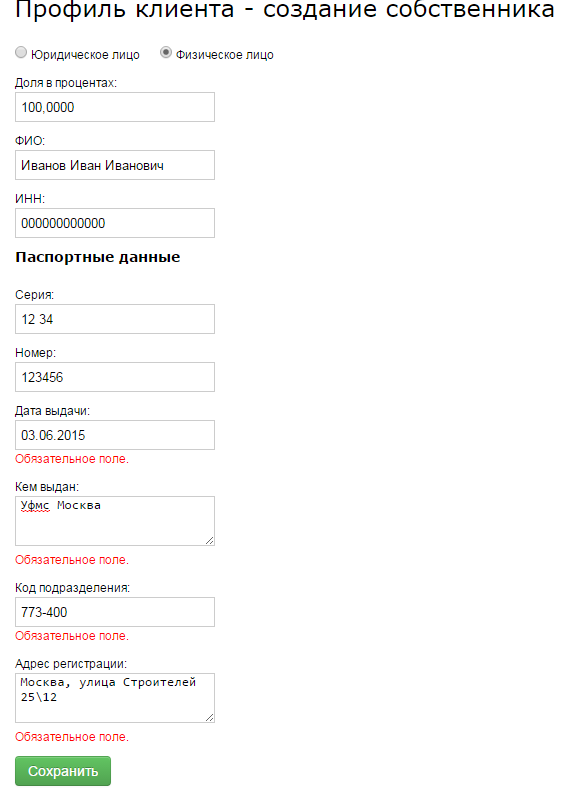 Профиль клиента - создание собственника
Юридическое лицо Физическое лицо
Доля в процентах:
100,0000
ФИО:
Иванов Иван Иванович
ИНН:
000000000000
Паспортные данные
Серия:
12 34
Номер:
123456
Дата выдачи:
03.06.2015
Обязательное поле.
Кем выдан:
Уфмс Москва
Обязательное поле.
Код подразделения:
773-400
Обязательное поле.
Адрес регистрации:
Москва, улица Строителей
25\12
Обязательное поле.
Сохранить